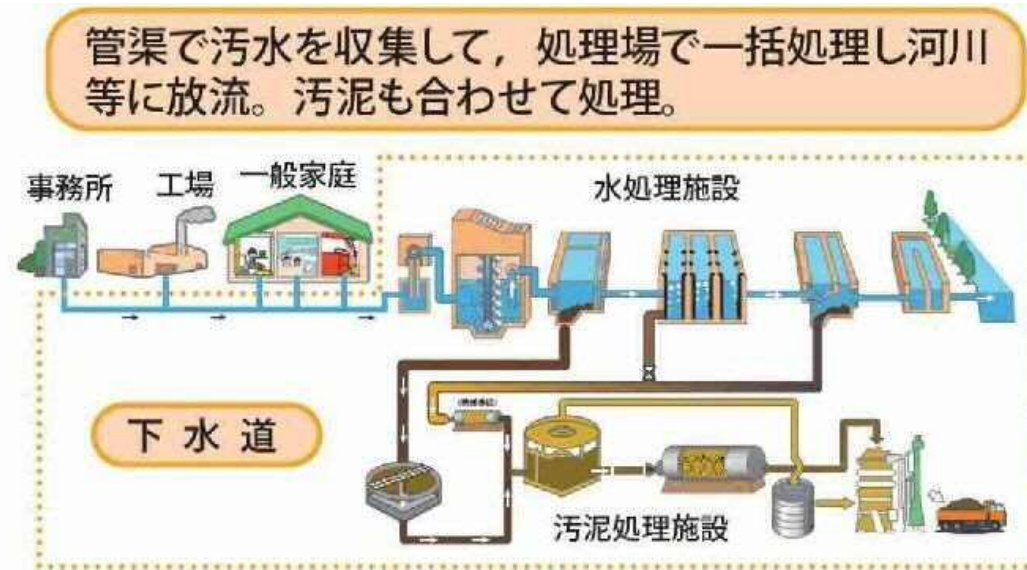 管渠で汚水を収集して，処理場で一括処理し河川
等に放流。汚泥も合わせて処理。
事務所
工場
一般家庭
水処理施設
下水道
汚泥処理施設